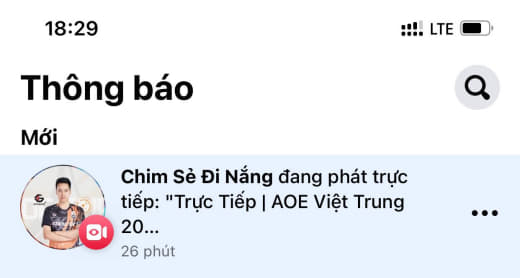 18:29 LTE
Thông báo
Mới
Chim Sẻ Đi Nắng đang phát trực
tiếp: "Trực Tiếp | AOE Việt Trung
20...
26 phút